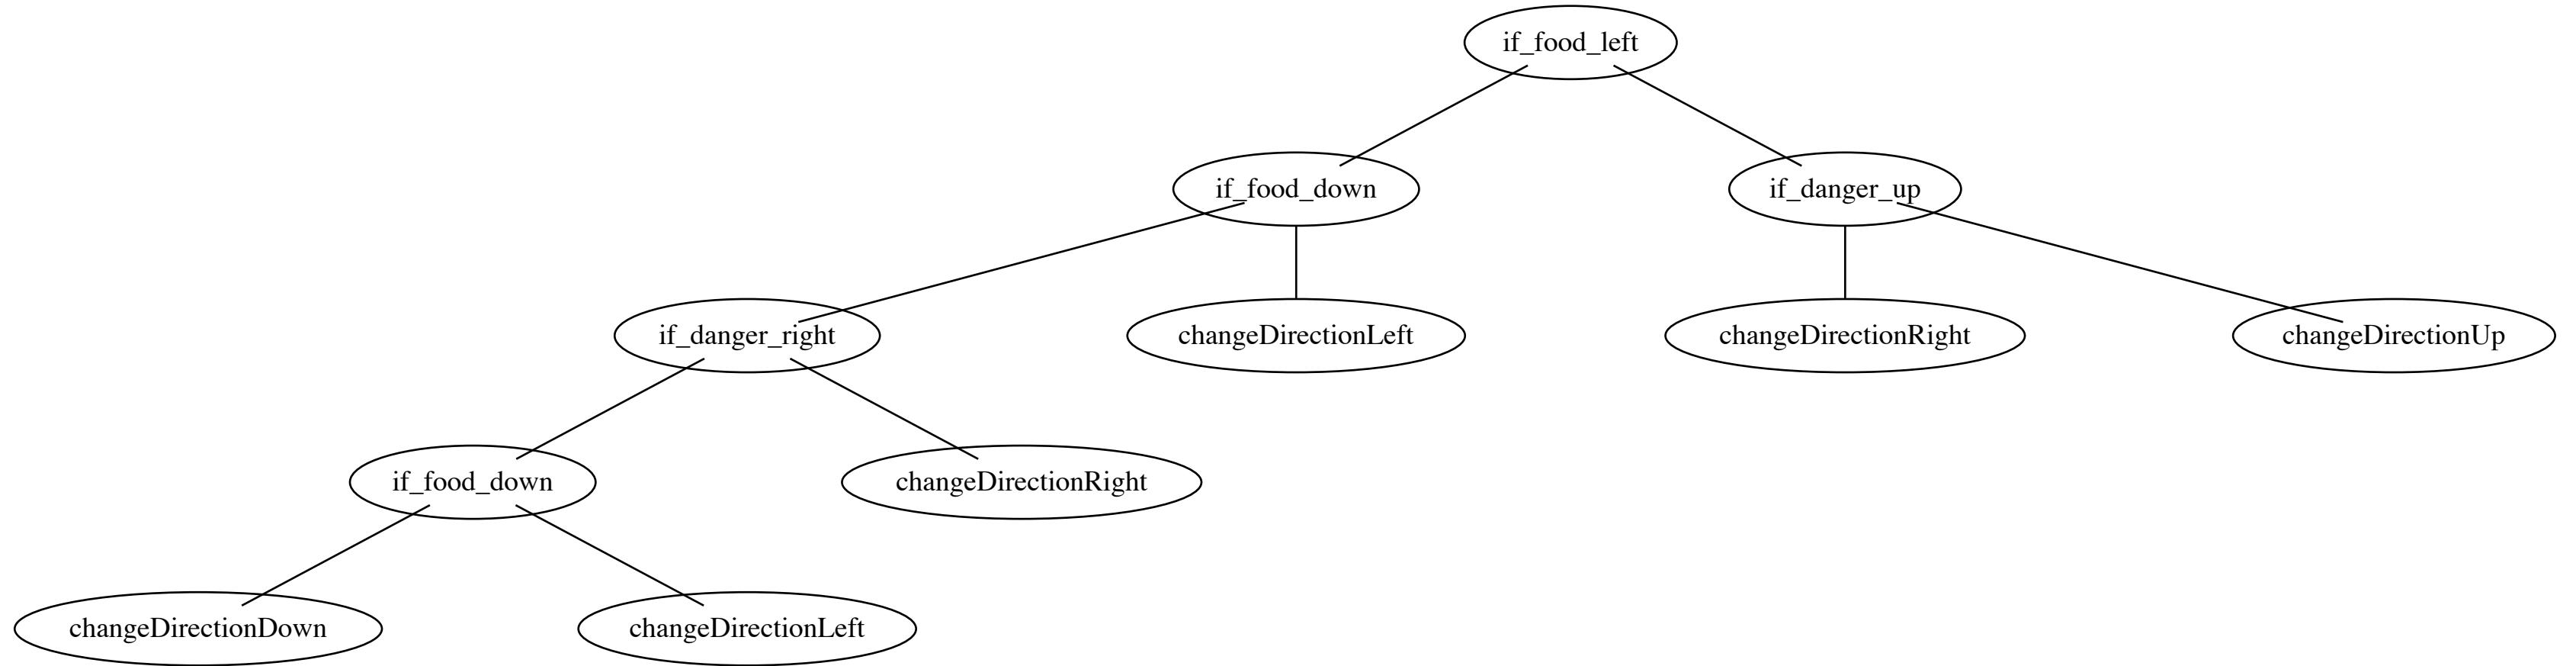 if_food_left
if_food_down
if_danger_up
if_danger_right
changeDirectionLeft
changeDirectionRight
changeDirectionUp
if_food_down
changeDirectionRight
changeDirectionDown
changeDirectionLeft